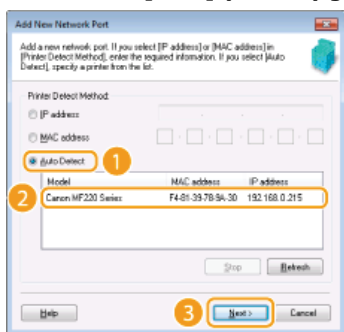 Add New Network Port
Add a new network port. If you select [IP address] or [MAC address] in
[Printer Detect Method], enter the required information. If you select [Auto
Detect], specify a printer from the list.
Printer Detect Method:
IP address
MAC address
Auto Detect
1
Model MAC address IP address
2
Canon MF220 Series F4-81-39-78-9A-30 192.168.0.215
Stop Refresh
Help
3
Next > Cancel